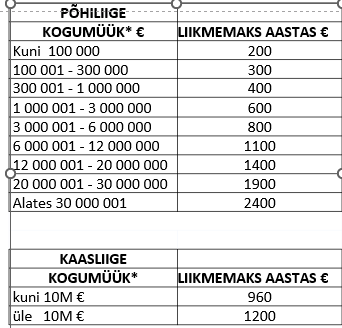 PÕHILIIGE
KOGUMÜÜK* € LIIKMEMAKS AASTAS €
Kuni 100 000 200
100 001 - 300 000 300
300 001 - 1 000 000 400
1 000 001 - 3 000 000 600
3 000 001 - 6 000 000 800
6 000 001 - 12 000 000 1100
12 000 001 - 20 000 000 1400
20 000 001 - 30 000 000 1900
Alates 30 000 001 2400
KAASLIIGE
KOGUMÜÜK* LIIKMEMAKS AASTAS €
kuni 10M € 960
üle 10M € 1200